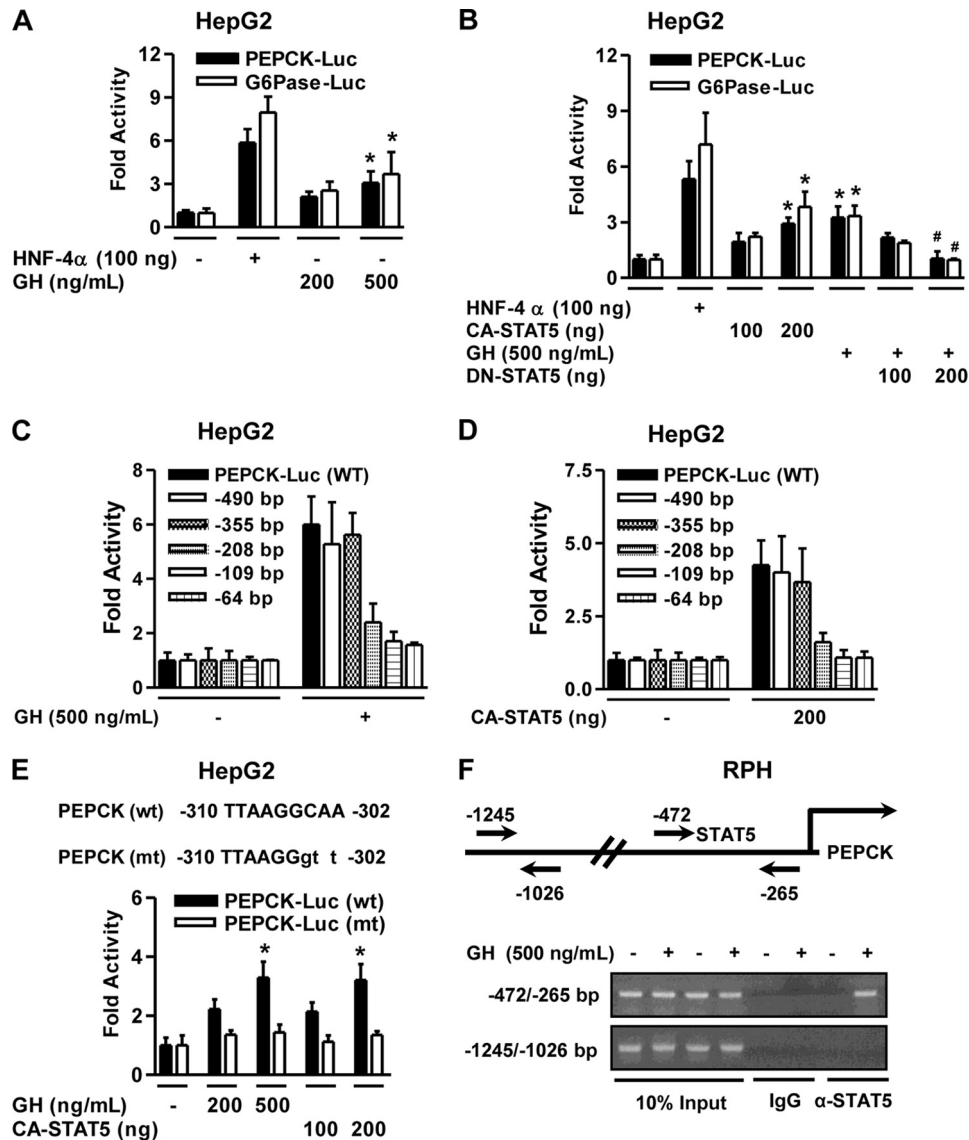 A
HepG2
12
9
6
3
0
Fold Activity
PEPCK-Luc
G6Pase-Luc
* *
HNF-4α (100 ng) - + - -
GH (ng/mL) 200 500
B
HepG2
12
9
6
3
0
Fold Activity
PEPCK-Luc
G6Pase-Luc
* * * * # #
HNF-4 α (100 ng) - +
CA-STAT5 (ng) 100 200
GH (500 ng/mL) + + +
DN-STAT5 (ng) 100 200
C
HepG2
8
6
4
2
0
Fold Activity
PEPCK-Luc (WT)
-490 bp
-355 bp
-208 bp
-109 bp
-64 bp
GH (500 ng/mL) - +
D
HepG2
7.5
5.0
2.5
0.0
Fold Activity
PEPCK-Luc (WT)
-490 bp
-355 bp
-208 bp
-109 bp
-64 bp
CA-STAT5 (ng) - 200
E
HepG2
PEPCK (wt) -310 TTAAGGCAA -302
PEPCK (mt) -310 TTAAGGgt t -302
6
4
2
0
Fold Activity
PEPCK-Luc (wt)
PEPCK-Luc (mt)
* *
GH (ng/mL) - 200 500
CA-STAT5 (ng) 100 200
F
RPH
-1245 -472
STAT5
PEPCK
-1026 -265
GH (500 ng/mL) - + - + - + - +
-472/-265 bp
-1245/-1026 bp
10% Input IgG α-STAT5